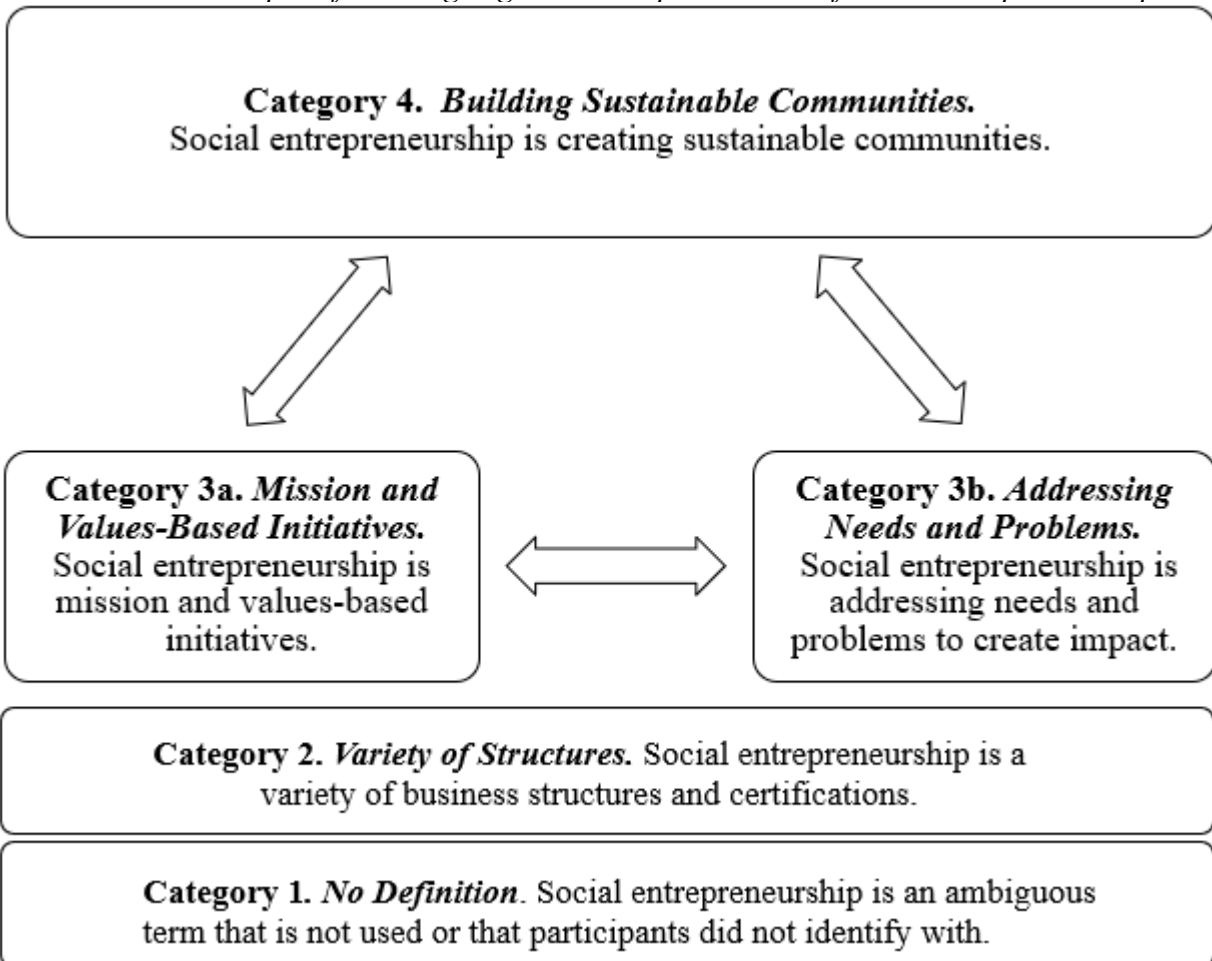 Category 4. Building Sustainable Communities.
Social entrepreneurship is creating sustainable communities.
Category 3a. Mission and
Values-Based Initiatives.
Social entrepreneurship is
mission and values-based
initiatives.
Category 3b. Addressing
Needs and Problems.
Social entrepreneurship is
addressing needs and
problems to create impact.
Category 2. Variety of Structures. Social entrepreneurship is a
variety of business structures and certifications.
Category 1. No Definition. Social entrepreneurship is an ambiguous
term that is not used or that participants did not identify with.